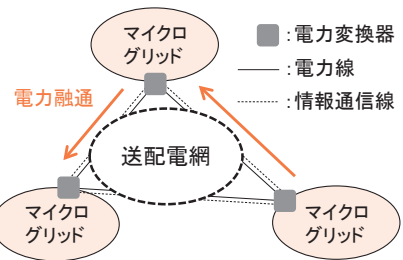 マイクロ
グリッド
：電力変換器
：電力線
：情報通信線
電力融通
送配電網
マイクロ
グリッド
マイクロ
グリッド